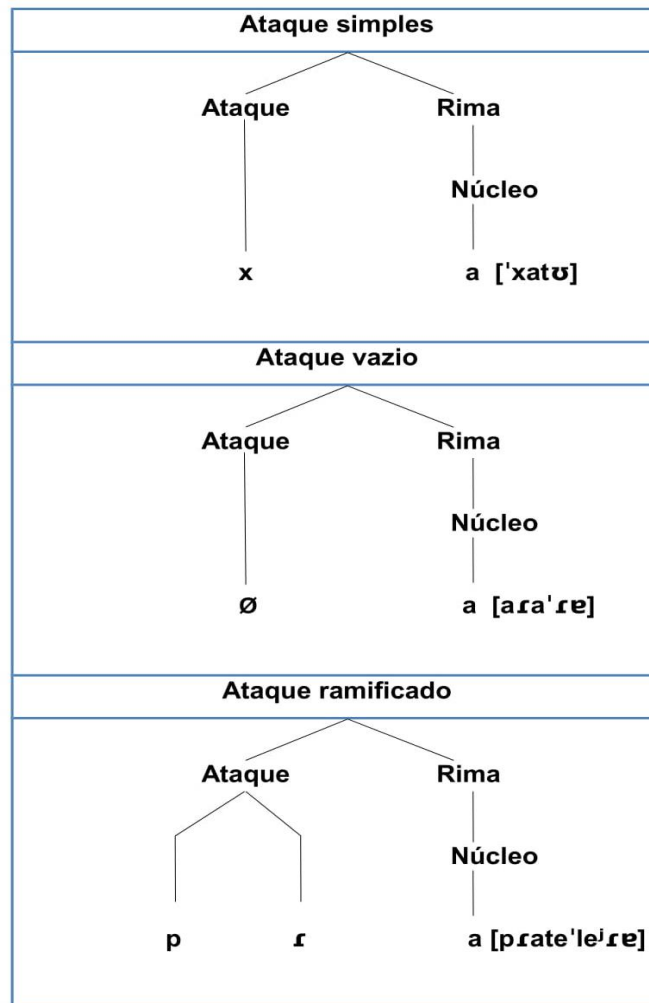 Ataque simples
Ataque Rima
Núcleo
x a [ˈxatʊ]
Ataque vazio
Ataque Rima
Núcleo
Ø a [aɾaˈɾɐ]
Ataque ramificado
Ataque Rima
Núcleo
p ɾ a [pɾateˈleʲɾɐ]